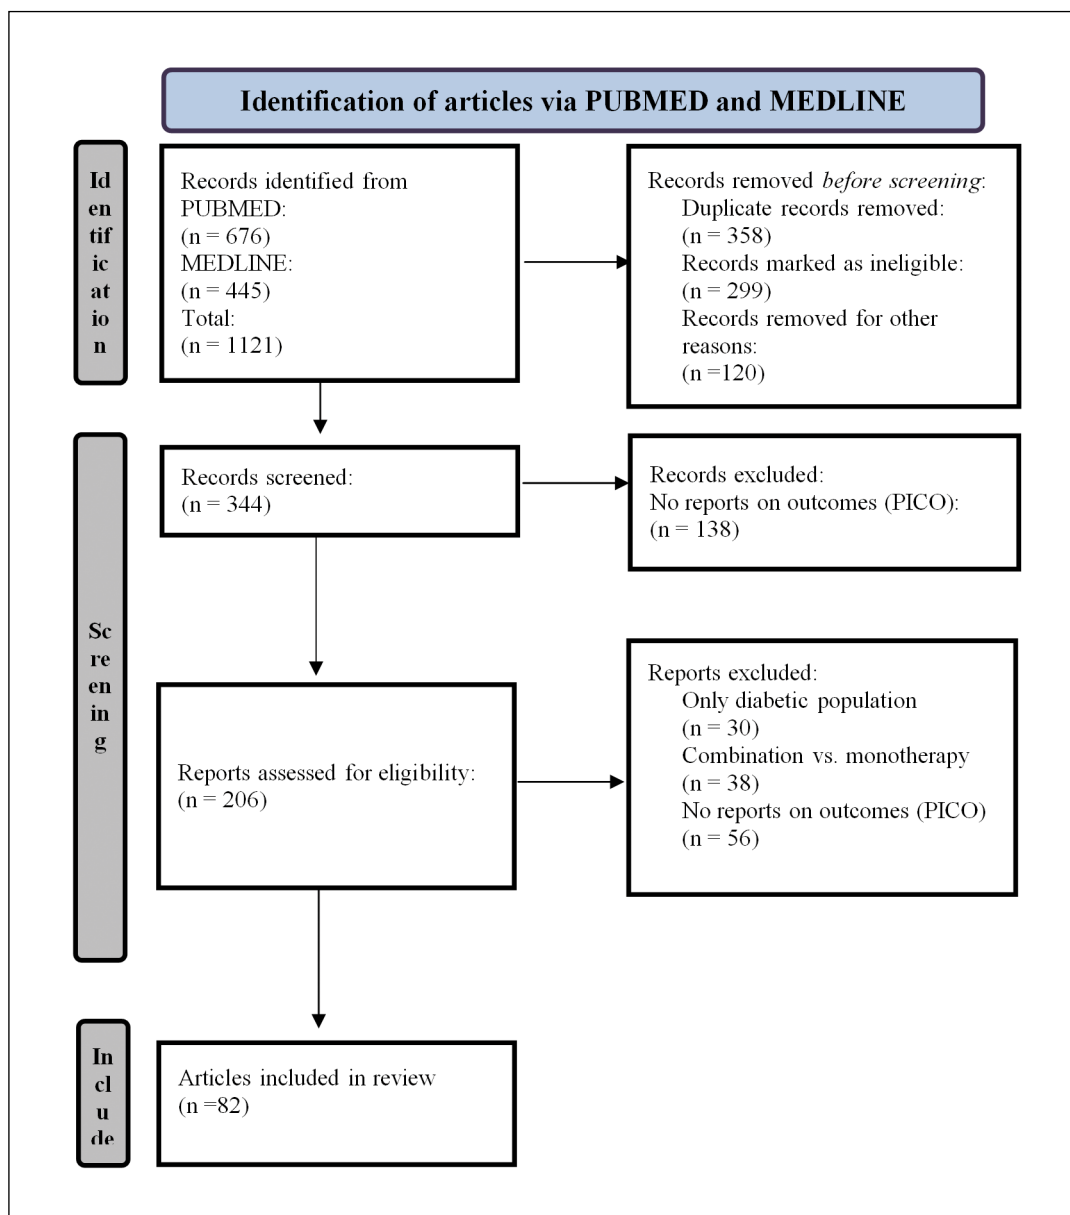 Identification of articles via PUBMED and MEDLINE
Id
en
tif
ic
at
io
n
Records identified from
PUBMED:
(n = 676)
MEDLINE:
(n = 445)
Total:
(n = 1121)
Records removed before screening:
Duplicate records removed:
(n = 358)
Records marked as ineligible:
(n = 299)
Records removed for other
reasons:
(n =120)
Sc
re
en
in
g
Records screened:
(n = 344)
Records excluded:
No reports on outcomes (PICO):
(n = 138)
Reports assessed for eligibility:
(n = 206)
Reports excluded:
Only diabetic population
(n = 30)
Combination vs. monotherapy
(n = 38)
No reports on outcomes (PICO)
(n = 56)
In
cl
u
de
Articles included in review
(n =82)